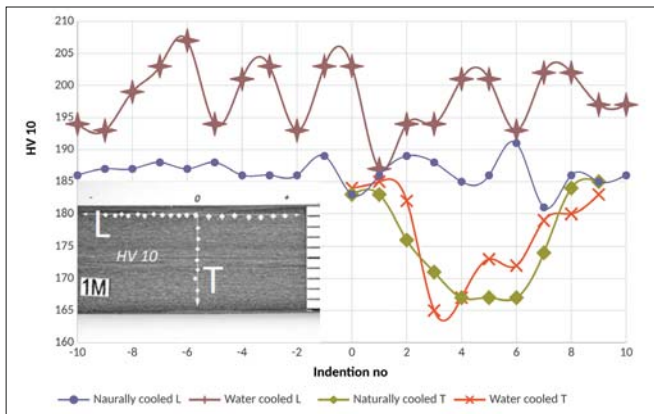 210
205
200
195
190
185
180
175
170
165
160
HV 10
- 0 +
L
HV 10
T
1M
-10 -8 -6 -4 -2 0 2 4 6 8 10
Indention no
Naurally cooled L Water cooled L Naturally cooled T Water cooled T